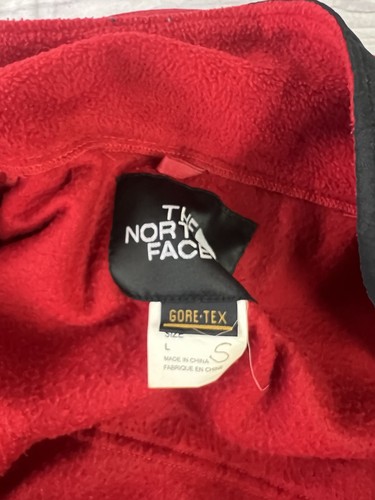 THE
NORTH
FACE
GORE-TEX
SIZE
L
MADE IN CHINA S
FABRIQUE EN CHINE